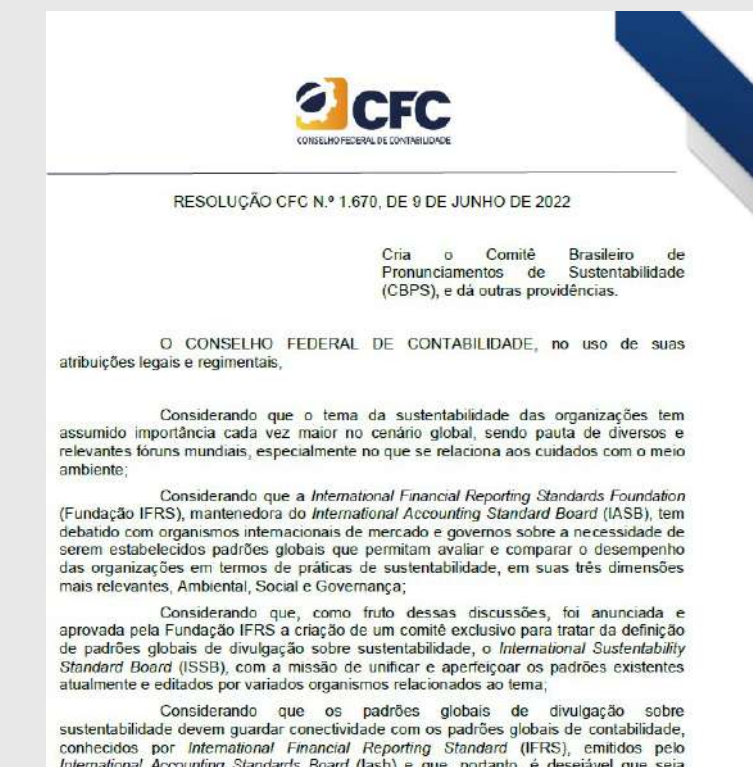 CFC
CONSELHO FEDERAL DE CONTABILIDADE
RESOLUÇÃO CFC N.º 1.670, DE 9 DE JUNHO DE 2022
Cria o Comitê Brasileiro de
Pronunciamentos de Sustentabilidade
(CBPS), e dá outras providências.
O CONSELHO FEDERAL DE CONTABILIDADE, no uso de suas
atribuições legais e regimentais,
Considerando que o tema da sustentabilidade das organizações tem
assumido importância cada vez maior no cenário global, sendo pauta de diversos e
relevantes fóruns mundiais, especialmente no que se relaciona aos cuidados com o meio
ambiente;
Considerando que a International Financial Reporting Standards Foundation
(Fundação IFRS), mantenedora do International Accounting Standard Board (IASB), tem
debatido com organismos internacionais de mercado e governos sobre a necessidade de
serem estabelecidos padrões globais que permitam avaliar e comparar o desempenho
das organizações em termos de práticas de sustentabilidade, em suas três dimensões
mais relevantes, Ambiental, Social e Governança;
Considerando que, como fruto dessas discussões, foi anunciada e
aprovada pela Fundação IFRS a criação de um comitê exclusivo para tratar da definição
de padrões globais de divulgação sobre sustentabilidade, o International Sustentability
Standard Board (ISSB), com a missão de unificar e aperfeiçoar os padrões existentes
atualmente e editados por variados organismos relacionados ao tema;
Considerando que os padrões globais de divulgação sobre
sustentabilidade devem guardar conectividade com os padrões globais de contabilidade,
conhecidos por International Financial Reporting Standard (IFRS), emitidos pelo
International Accounting Standards Board (Iasb) e que, portanto, é desejável que seja